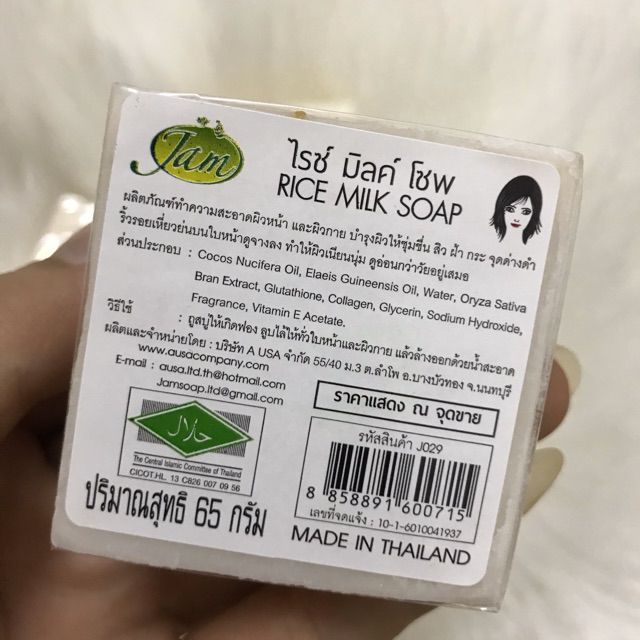 Jam
ไรซ์ มิลค์ โซพ
RICE MILK SOAP
ผลิตภัณฑ์ทำความสะอาดผิวหน้า และผิวกาย บำรุงผิวให้ชุ่มชื่น สิว ฝ้า กระ จุดด่างดำ
ริ้วรอยเหี่ยวย่นบนใบหน้าดูจางลง ทำให้ผิวเนียนนุ่ม ดูอ่อนกว่าวัยอยู่เสมอ
ส่วนประกอบ : Cocos Nucifera Oil, Elaeis Guineensis Oil, Water, Oryza Sativa
Bran Extract, Glutathione, Collagen, Glycerin, Sodium Hydroxide,
Fragrance, Vitamin E Acetate.
วิธีใช้ : ถูสบู่ให้เกิดฟอง ลูบไล้ให้ทั่วใบหน้าและผิวกาย แล้วล้างออกด้วยน้ำสะอาด
ผลิตและจำหน่ายโดย : บริษัท A USA จำกัด 55/40 ม.3 ต.ลำโพ อ.บางบัวทอง จ.นนทบุรี
www.ausacompany.com
E-mail : ausa.ltd.th@hotmail.com
Jamsoap.ltd@gmail.com
ราคาแสดง ณ จุดขาย
รหัสสินค้า J029
حلال
The Central Islamic Committee of Thailand
CICOT.HL. 13 C826 007 09 56
8 858891 600715
เลขที่จดแจ้ง : 10-1-6010041937
ปริมาณสุทธิ 65 กรัม
MADE IN THAILAND